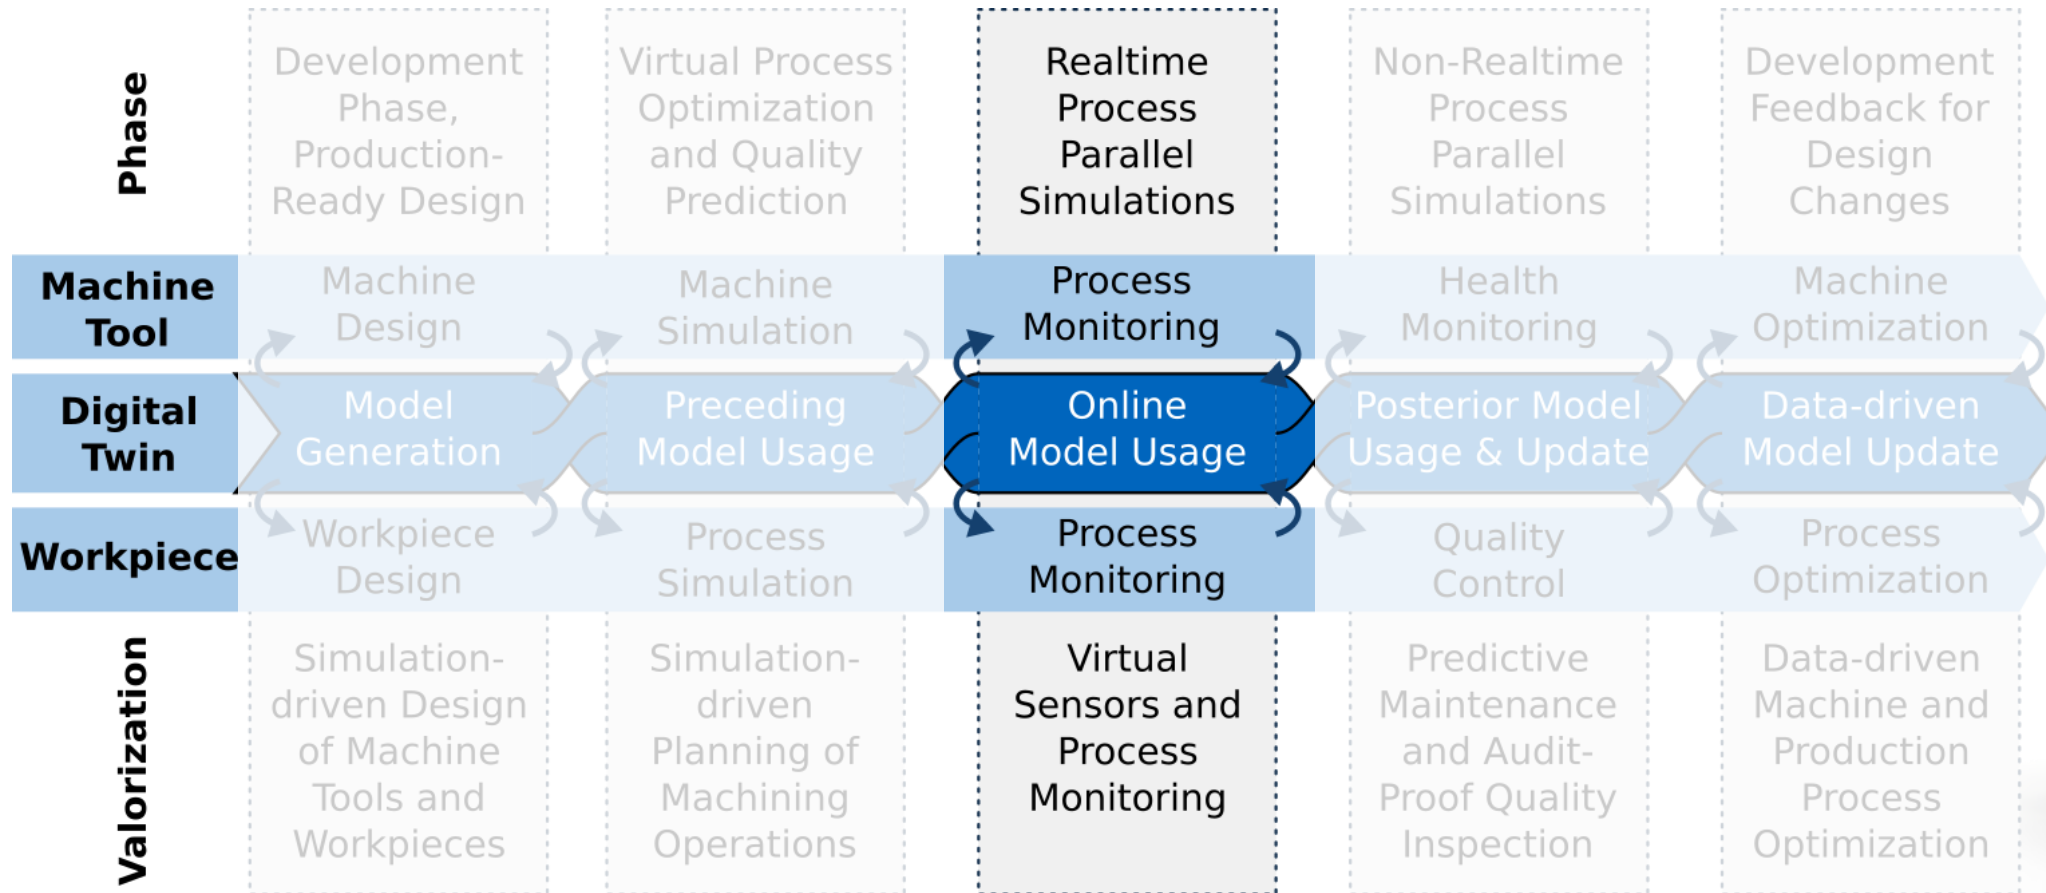 Phase
Development
Phase,
Production-
Ready Design
Virtual Process
Optimization
and Quality
Prediction
Realtime
Process
Parallel
Simulations
Non-Realtime
Process
Parallel
Simulations
Development
Feedback for
Design
Changes
Machine
Tool
Machine
Design
Machine
Simulation
Process
Monitoring
Health
Monitoring
Machine
Optimization
Digital
Twin
Model
Generation
Preceding
Model Usage
Online
Model Usage
Posterior Model
Usage & Update
Data-driven
Model Update
Workpiece
Workpiece
Design
Process
Simulation
Process
Monitoring
Quality
Control
Process
Optimization
Valorization
Simulation-
driven Design
of Machine
Tools and
Workpieces
Simulation-
driven
Planning of
Machining
Operations
Virtual
Sensors and
Process
Monitoring
Predictive
Maintenance
and Audit-
Proof Quality
Inspection
Data-driven
Machine and
Production
Process
Optimization